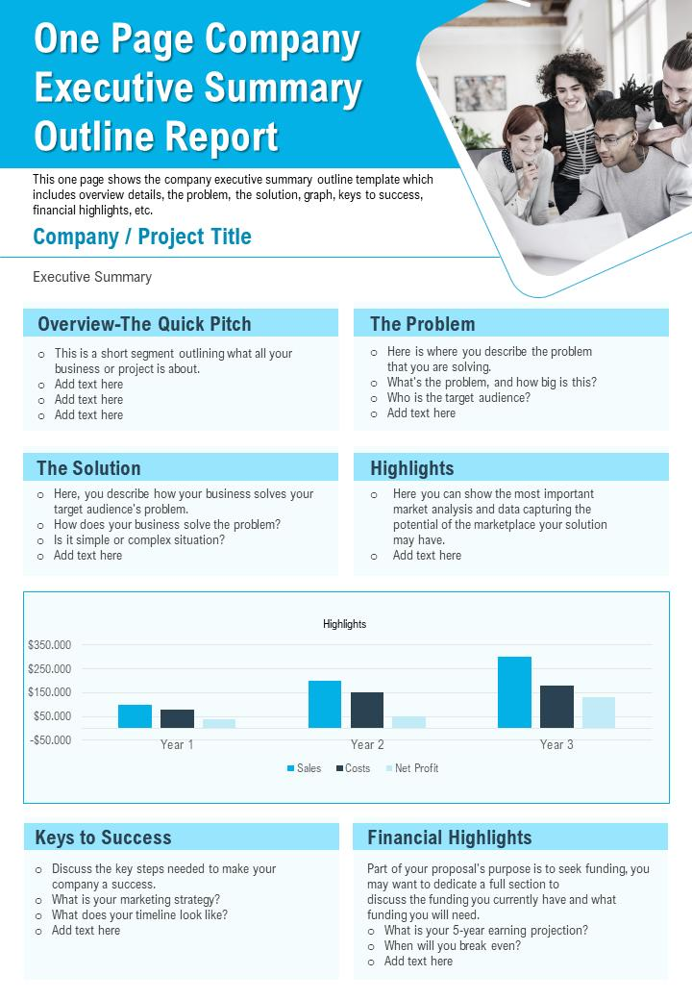 One Page Company
Executive Summary
Outline Report
This one page shows the company executive summary outline template which
includes overview details, the problem, the solution, graph, keys to success,
financial highlights, etc.
Company / Project Title
Executive Summary
Overview-The Quick Pitch
o This is a short segment outlining what all your
business or project is about.
o Add text here
o Add text here
o Add text here
The Problem
o Here is where you describe the problem
that you are solving.
o What's the problem, and how big is this?
o Who is the target audience?
o Add text here
The Solution
o Here, you describe how your business solves your
target audience's problem.
o How does your business solve the problem?
o Is it simple or complex situation?
o Add text here
Highlights
o Here you can show the most important
market analysis and data capturing the
potential of the marketplace your solution
may have.
o Add text here
Highlights
$350.000
$250.000
$150.000
$50.000
-$50.000
Year 1 Year 2 Year 3
Sales Costs Net Profit
Keys to Success
o Discuss the key steps needed to make your
company a success.
o What is your marketing strategy?
o What does your timeline look like?
o Add text here
Financial Highlights
Part of your proposal's purpose is to seek funding, you
may want to dedicate a full section to
discuss the funding you currently have and what
funding you will need.
o What is your 5-year earning projection?
o When will you break even?
o Add text here